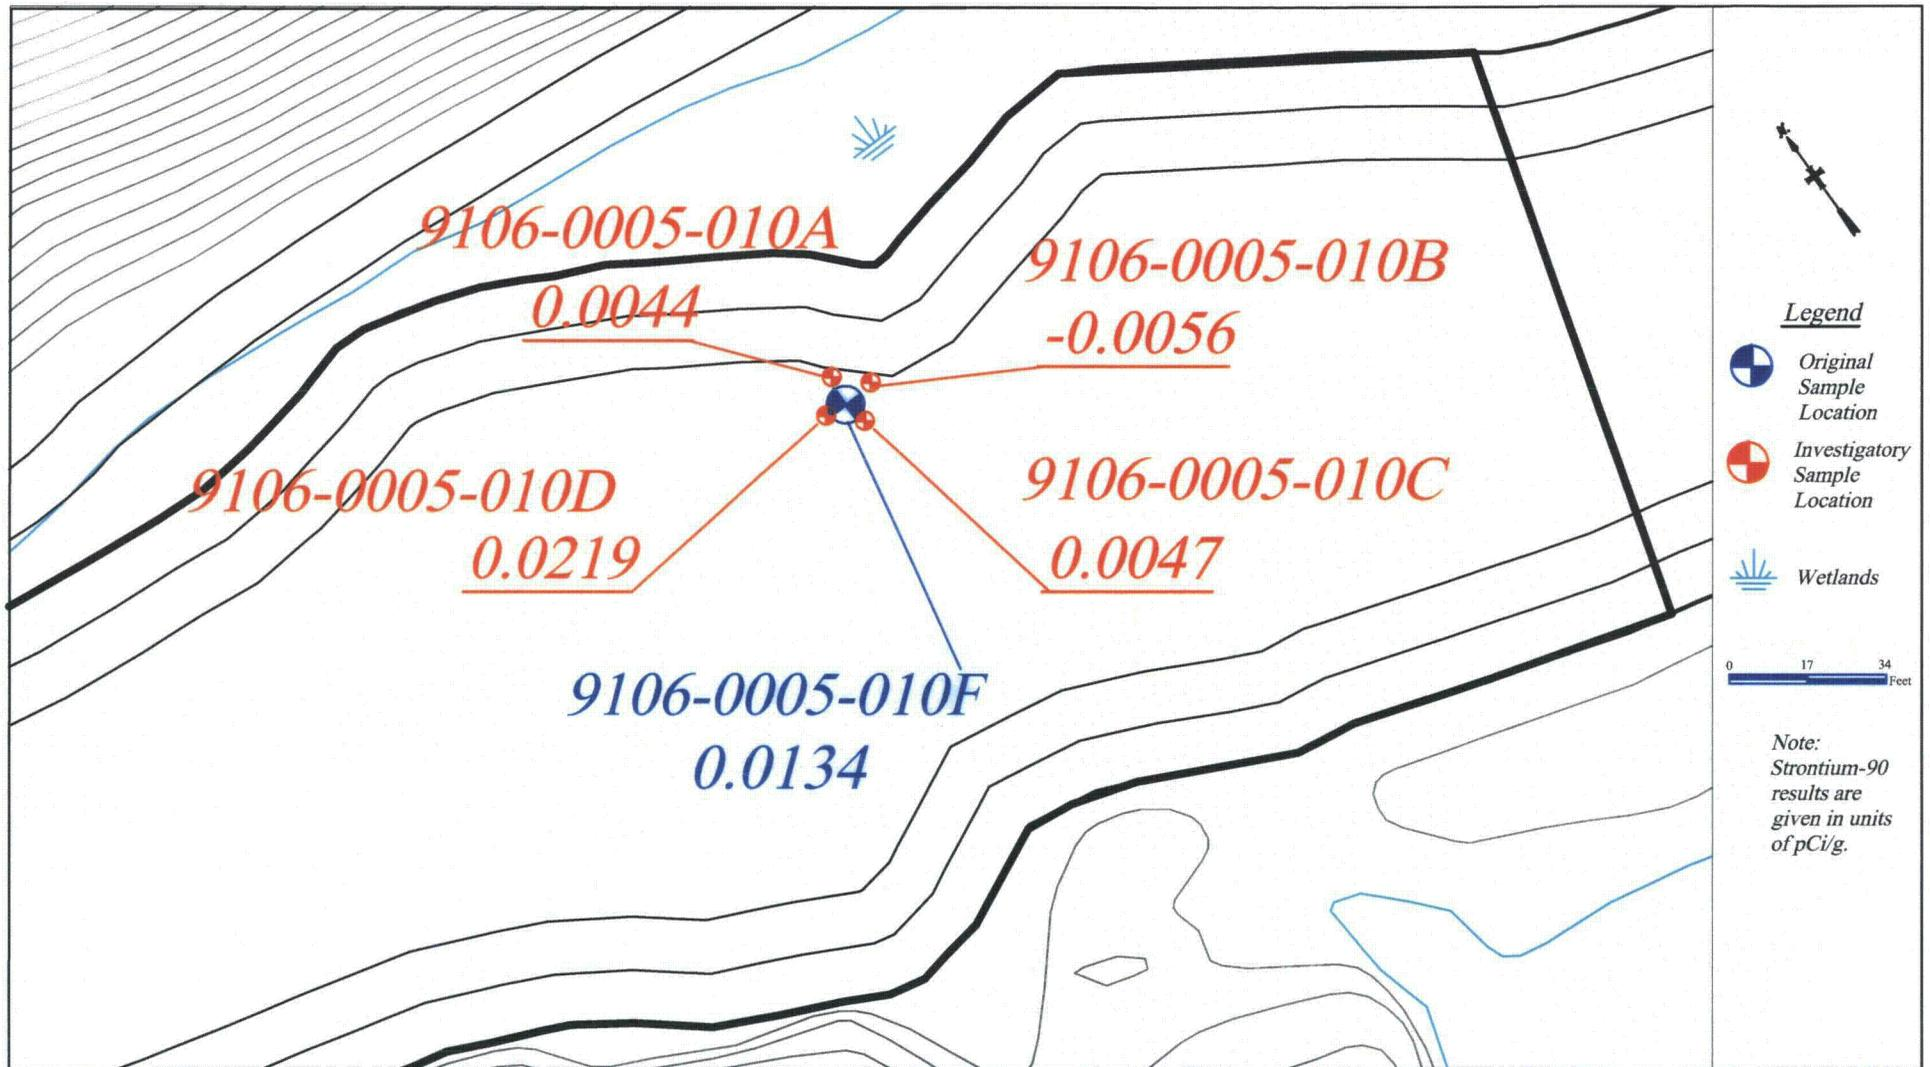 9106-0005-010A
0.0044
9106-0005-010B
-0.0056
9106-0005-010D
0.0219
9106-0005-010C
0.0047
9106-0005-010F
0.0134
Legend
Original
Sample
Location
Investigatory
Sample
Location
Wetlands
0 17 34
Feet
Note:
Strontium-90
results are
given in units
of pCi/g.